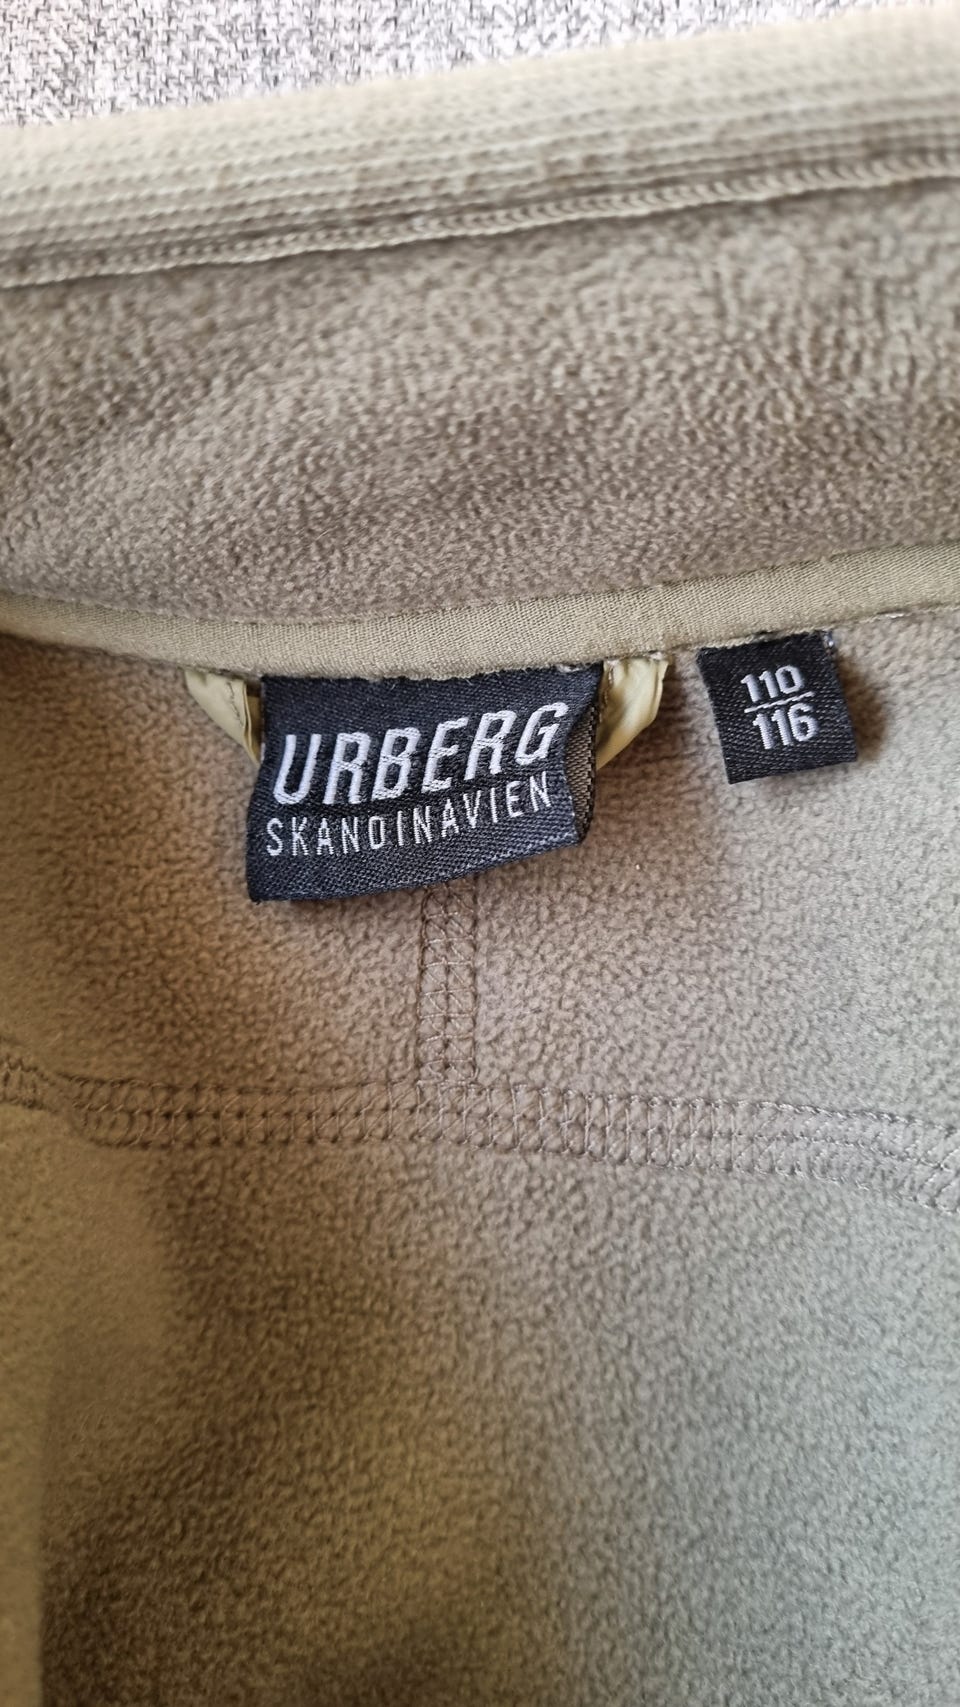 URBERG
SKANDINAVIEN
110
116